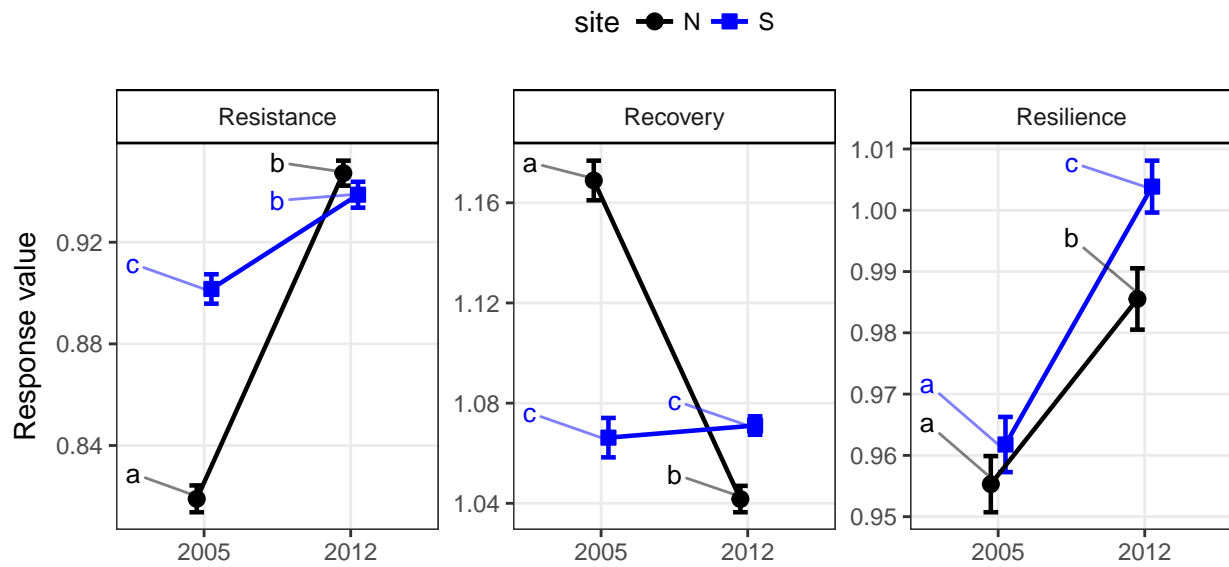 site N S
Resistance
Recovery
Resilience
Response value
0.92
0.88
0.84
a
c
b
b
2005
2012
1.16
1.12
1.08
1.04
a
c
c
b
2005
2012
1.01
1.00
0.99
0.98
0.97
0.96
0.95
c
b
a
a
2005
2012